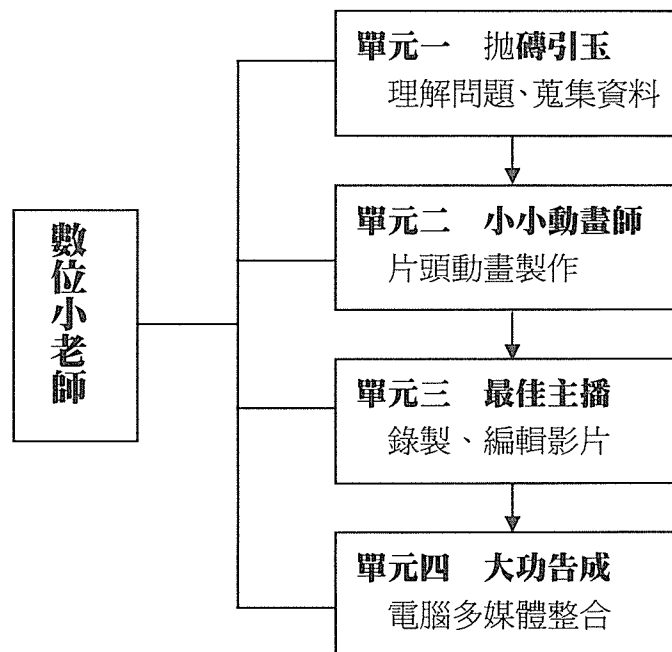 數位小老師
單元一　拋磚引玉
理解問題、蒐集資料
單元二　小小動畫師
片頭動畫製作
單元三　最佳主播
錄製、編輯影片
單元四　大功告成
電腦多媒體整合